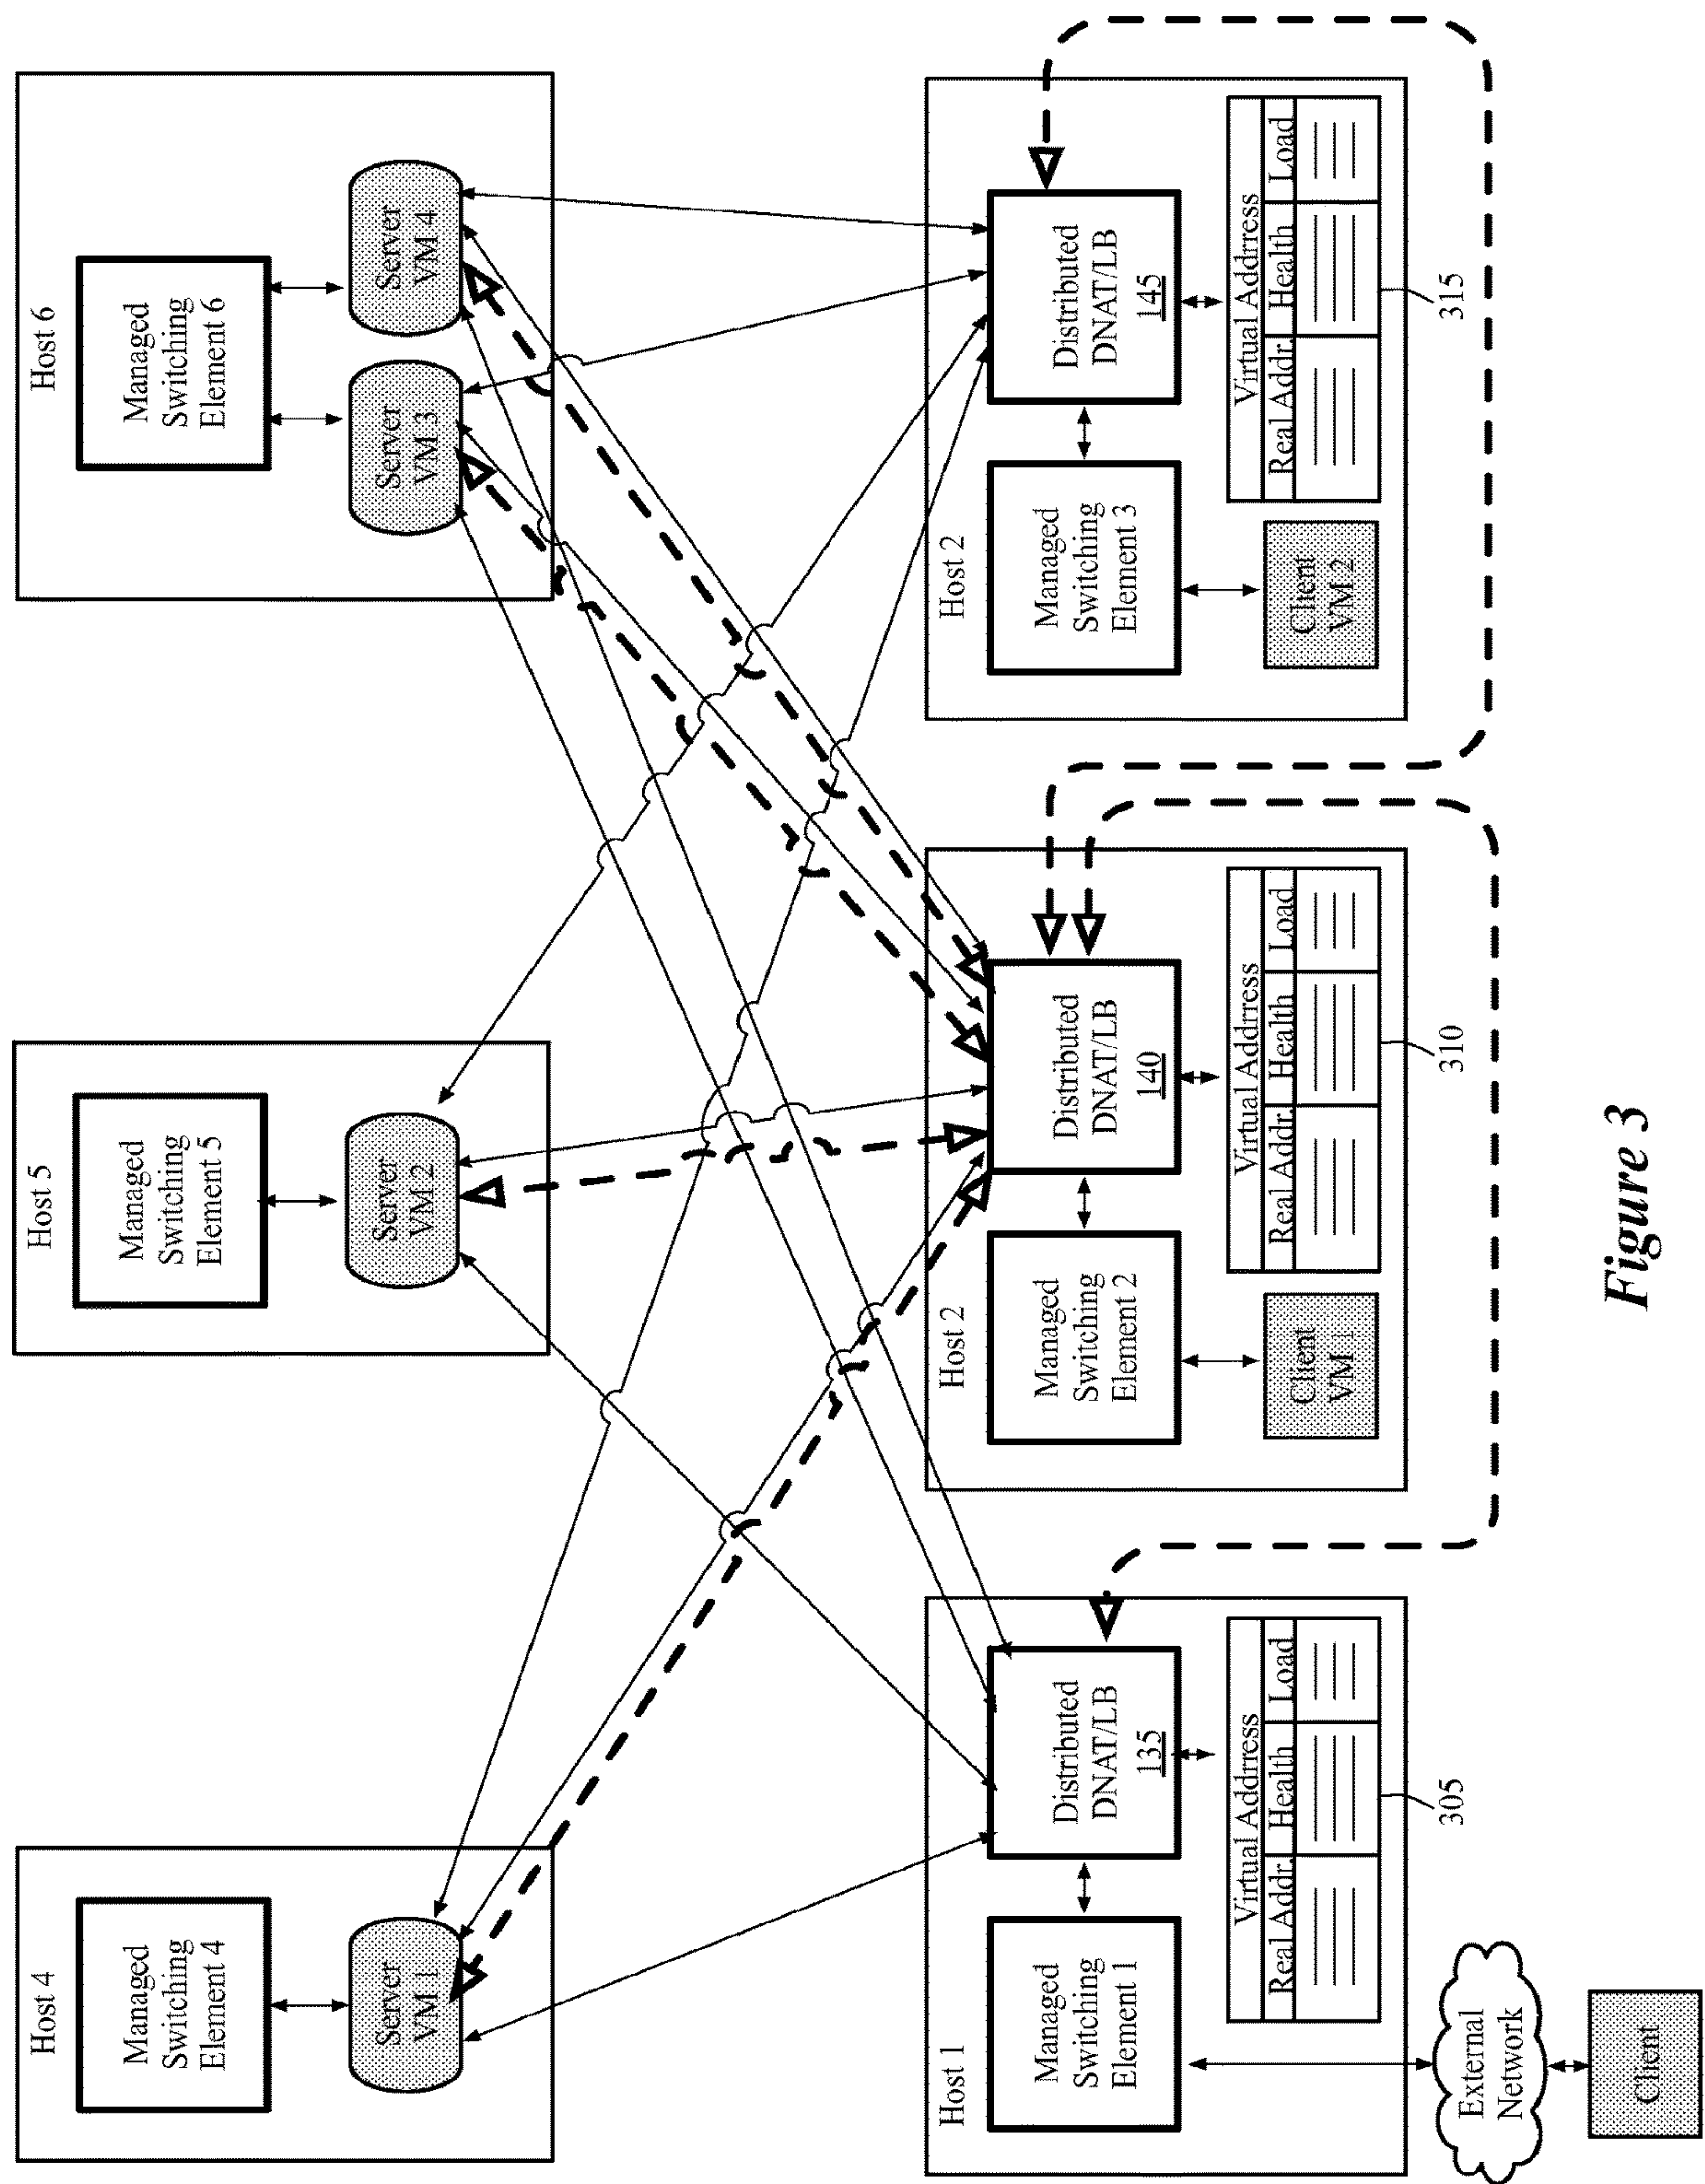 Host 4
Managed
Switching
Element 4
Server
VM 1
Host 5
Managed
Switching
Element 5
Server
VM 2
Host 6
Managed
Switching
Element 6
Server
VM 3
Server
VM 4
Host 1
Managed
Switching
Element 1
Distributed
DNAT/LB
135
Virtual Addrress
Real Addr.
Health
Load
305
External
Network
Client
Host 2
Managed
Switching
Element 2
Distributed
DNAT/LB
140
Client
VM 1
Virtual Addrress
Real Addr.
Health
Load
310
Host 2
Managed
Switching
Element 3
Distributed
DNAT/LB
145
Client
VM 2
Virtual Addrress
Real Addr.
Health
Load
315
Figure 3